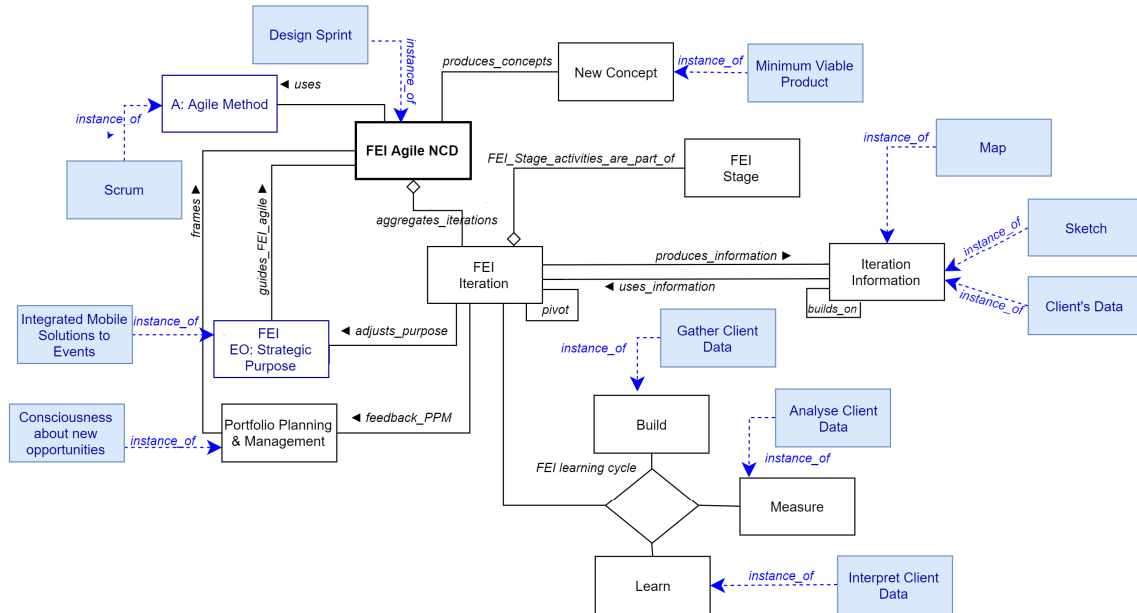 Design Sprint
instance_of
produces_concepts
New Concept
instance_of
Minimum Viable
Product
◄ uses
A: Agile Method
instance_of
Scrum
FEI Agile NCD
FEI_Stage_activities_are_part_of
FEI
Stage
instance_of
Map
frames ►
guides_FEI_agile ►
aggregates_iterations
FEI
Iteration
produces_information ►
◄ uses_information
pivot
Iteration
Information
builds_on
instance_of
Sketch
instance_of
Client's Data
Integrated Mobile
Solutions to
Events
instance_of
FEI
EO: Strategic
Purpose
◄ adjusts_purpose
Gather Client
Data
instance_of
Consciousness
about new
opportunities
instance_of
Portfolio Planning
& Management
◄ feedback_PPM
Build
Analyse Client
Data
instance_of
FEI learning cycle
Measure
Learn
instance_of
Interpret Client
Data